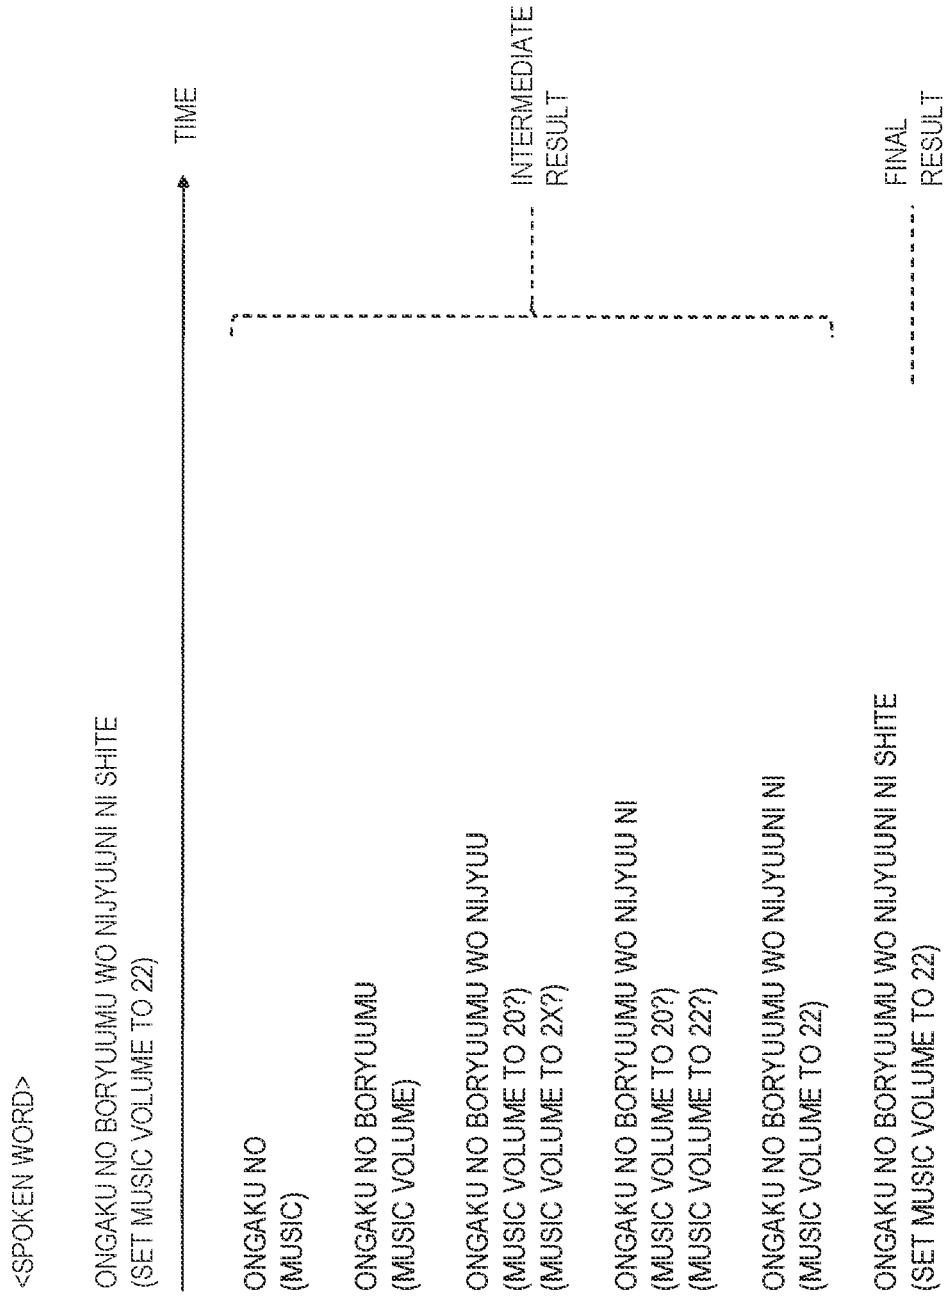 <SPOKEN WORD>
ONGAKU NO BORYUUMU WO NIJYUUNI NI SHITE
(SET MUSIC VOLUME TO 22)
TIME
ONGAKU NO
(MUSIC)
ONGAKU NO BORYUUMU
(MUSIC VOLUME)
ONGAKU NO BORYUUMU WO NIJYUU
(MUSIC VOLUME TO 20?)
(MUSIC VOLUME TO 2X?)
ONGAKU NO BORYUUMU WO NIJYUU NI
(MUSIC VOLUME TO 20?)
(MUSIC VOLUME TO 22?)
ONGAKU NO BORYUUMU WO NIJYUUNI NI
(MUSIC VOLUME TO 22)
INTERMEDIATE
RESULT
ONGAKU NO BORYUUMU WO NIJYUUNI NI SHITE
(SET MUSIC VOLUME TO 22)
FINAL
RESULT